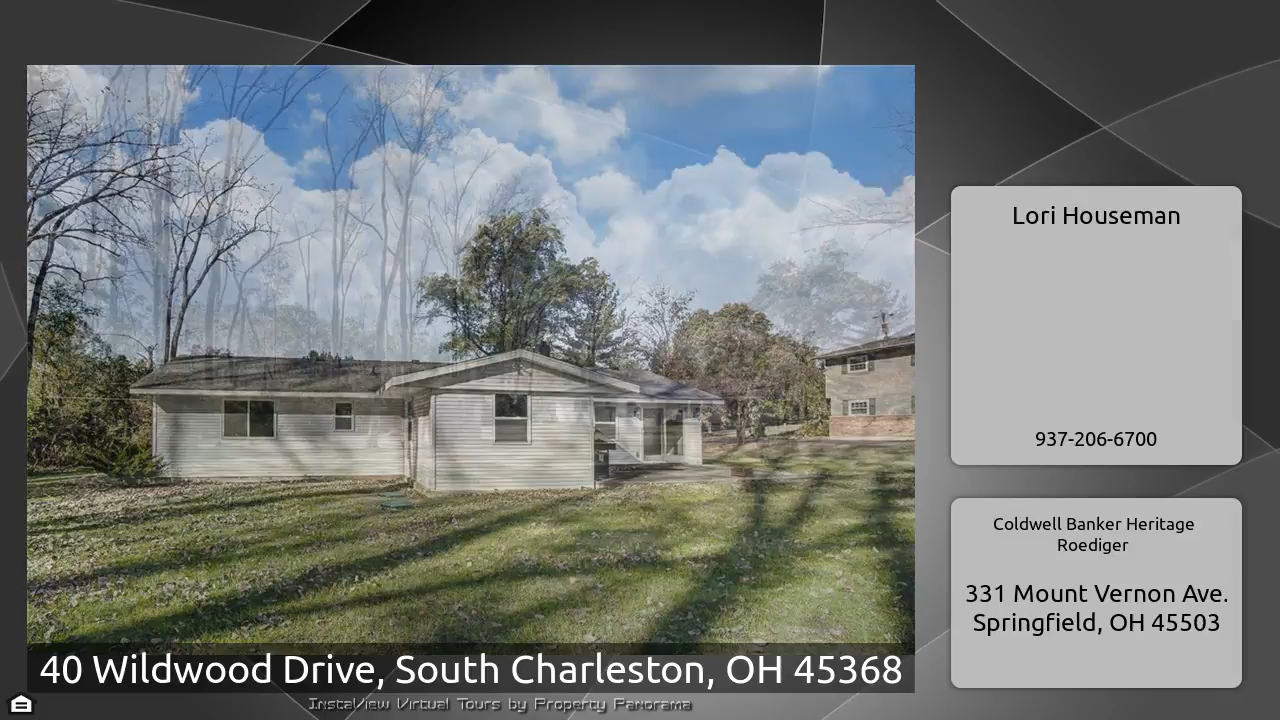 Lori Houseman
937-206-6700
Coldwell Banker Heritage
Roediger
331 Mount Vernon Ave.
Springfield, OH 45503
40 Wildwood Drive, South Charleston, OH 45368
InstaView Virtual Tours by Property Panorama